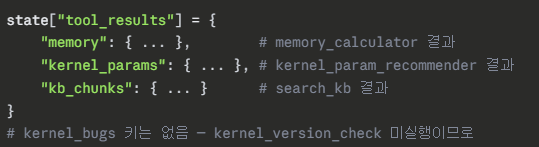 state["tool_results"] = {
    "memory": { ... },        # memory_calculator 결과
    "kernel_params": { ... }, # kernel_param_recommender 결과
    "kb_chunks": { ... }      # search_kb 결과
}
# kernel_bugs 키는 없음 — kernel_version_check 미실행이므로